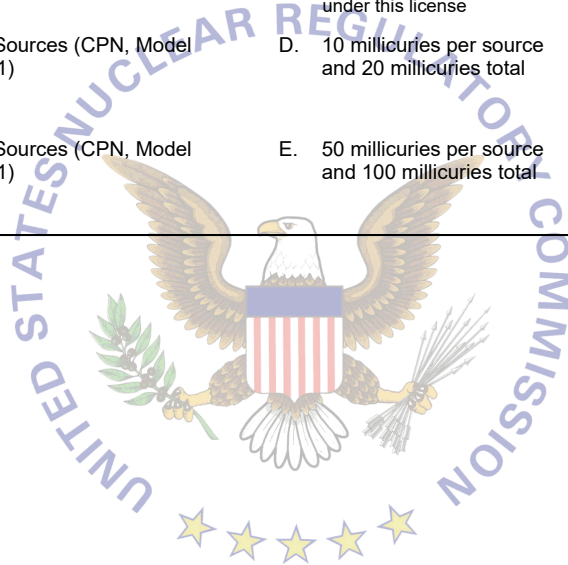 under this license
Sources (CPN, Model D. 10 millicuries per source
1) and 20 millicuries total
Sources (CPN, Model E. 50 millicuries per source
1) and 100 millicuries total
UNITED STATES NUCLEAR REGULATORY COMMISSION